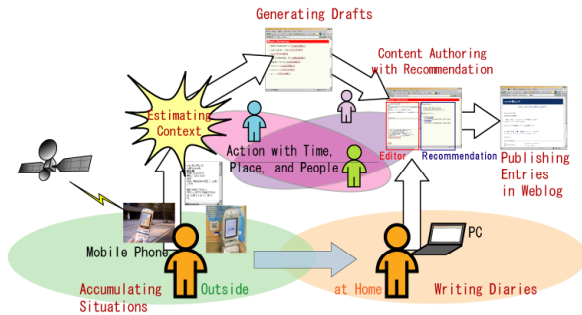 Generating Drafts
Content Authoring
with Recommendation
Estimating
Context
Action with Time,
Place, and People
Editor
Recommendation
Publishing
Entries
in Weblog
Mobile Phone
PC
Accumulating
Situations
Outside
at Home
Writing Diaries